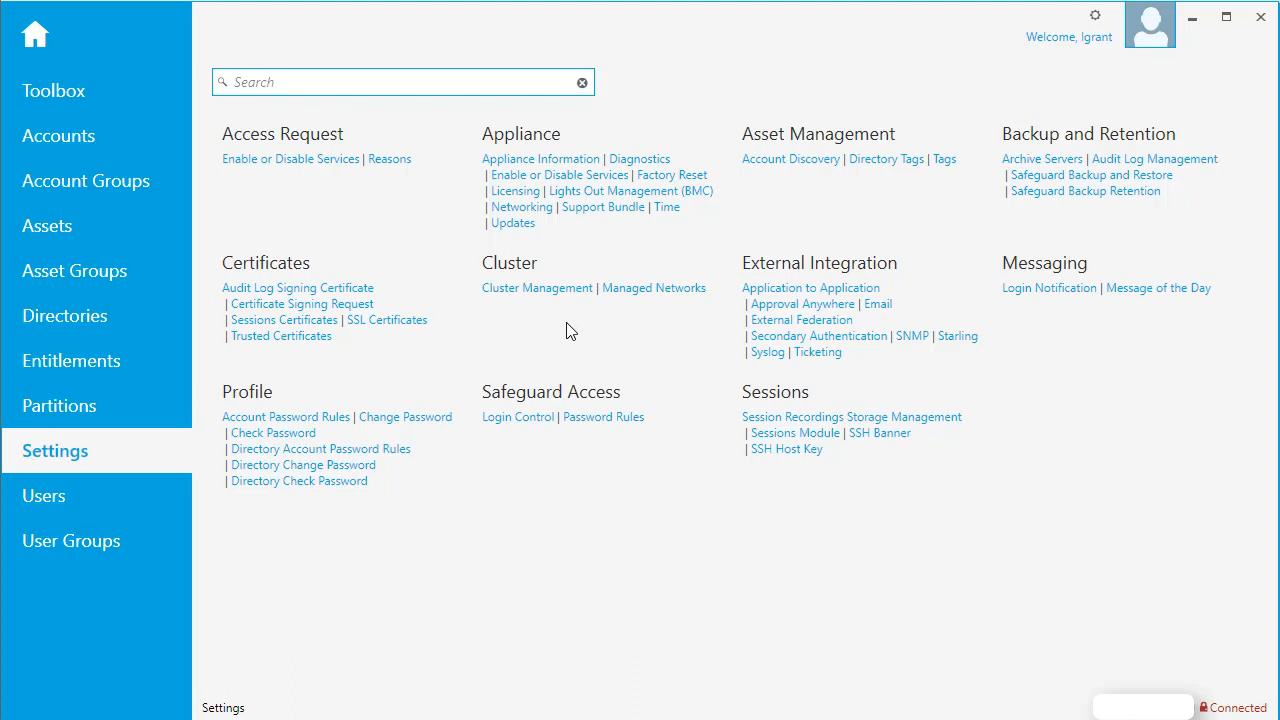 Welcome, Igrant
Toolbox
Accounts
Account Groups
Assets
Asset Groups
Directories
Entitlements
Partitions
Settings
Users
User Groups
Search
Access Request
Enable or Disable Services | Reasons
Appliance
Appliance Information | Diagnostics
| Enable or Disable Services | Factory Reset
| Licensing | Lights Out Management (BMC)
| Networking | Support Bundle | Time
| Updates
Asset Management
Account Discovery | Directory Tags | Tags
Backup and Retention
Archive Servers | Audit Log Management
| Safeguard Backup and Restore
| Safeguard Backup Retention
Certificates
Audit Log Signing Certificate
| Certificate Signing Request
| Sessions Certificates | SSL Certificates
| Trusted Certificates
Cluster
Cluster Management | Managed Networks
External Integration
Application to Application
| Approval Anywhere | Email
| External Federation
| Secondary Authentication | SNMP | Starling
| Syslog | Ticketing
Messaging
Login Notification | Message of the Day
Profile
Account Password Rules | Change Password
| Check Password
| Directory Account Password Rules
| Directory Change Password
| Directory Check Password
Safeguard Access
Login Control | Password Rules
Sessions
Session Recordings Storage Management
| Sessions Module | SSH Banner
| SSH Host Key
Settings
Connected